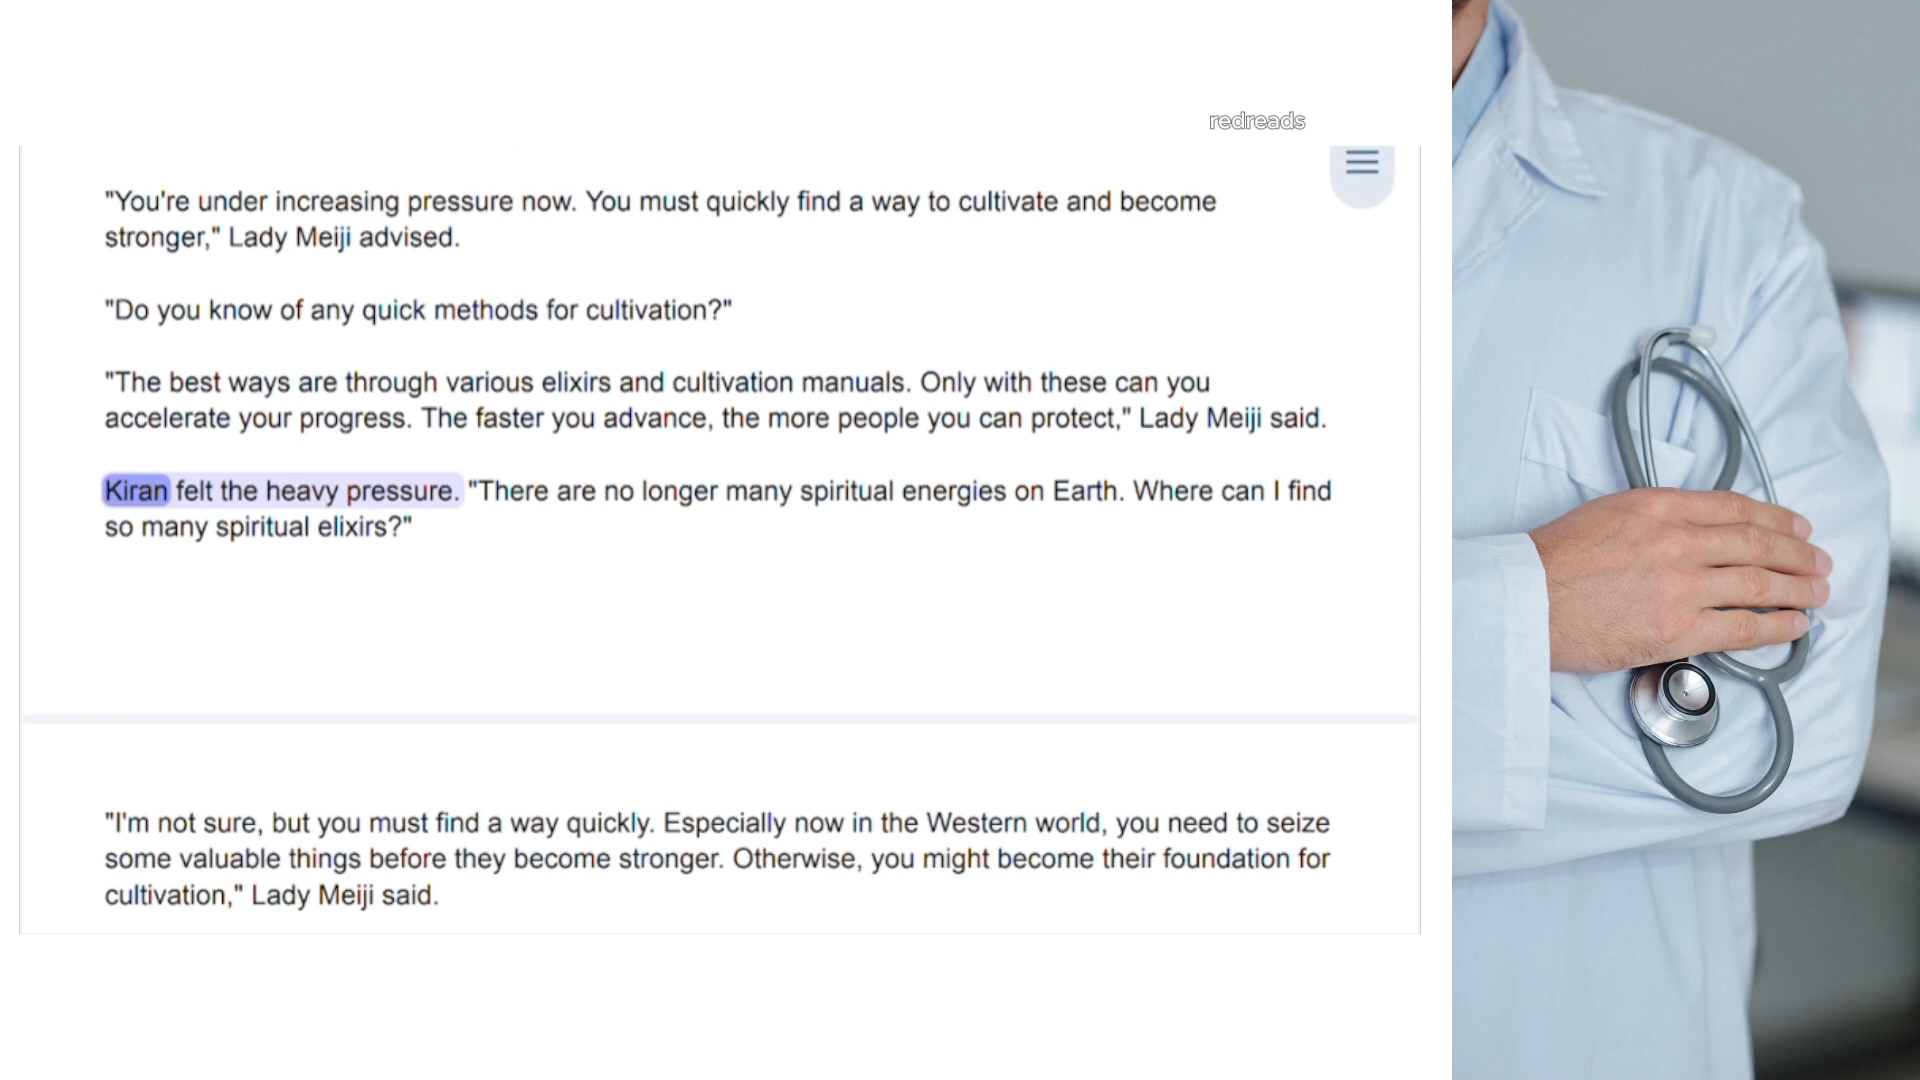 redreads
"You're under increasing pressure now. You must quickly find a way to cultivate and become
stronger," Lady Meiji advised.
"Do you know of any quick methods for cultivation?"
"The best ways are through various elixirs and cultivation manuals. Only with these can you
accelerate your progress. The faster you advance, the more people you can protect," Lady Meiji said.
Kiran felt the heavy pressure. "There are no longer many spiritual energies on Earth. Where can I find
so many spiritual elixirs?"
"I'm not sure, but you must find a way quickly. Especially now in the Western world, you need to seize
some valuable things before they become stronger. Otherwise, you might become their foundation for
cultivation," Lady Meiji said.